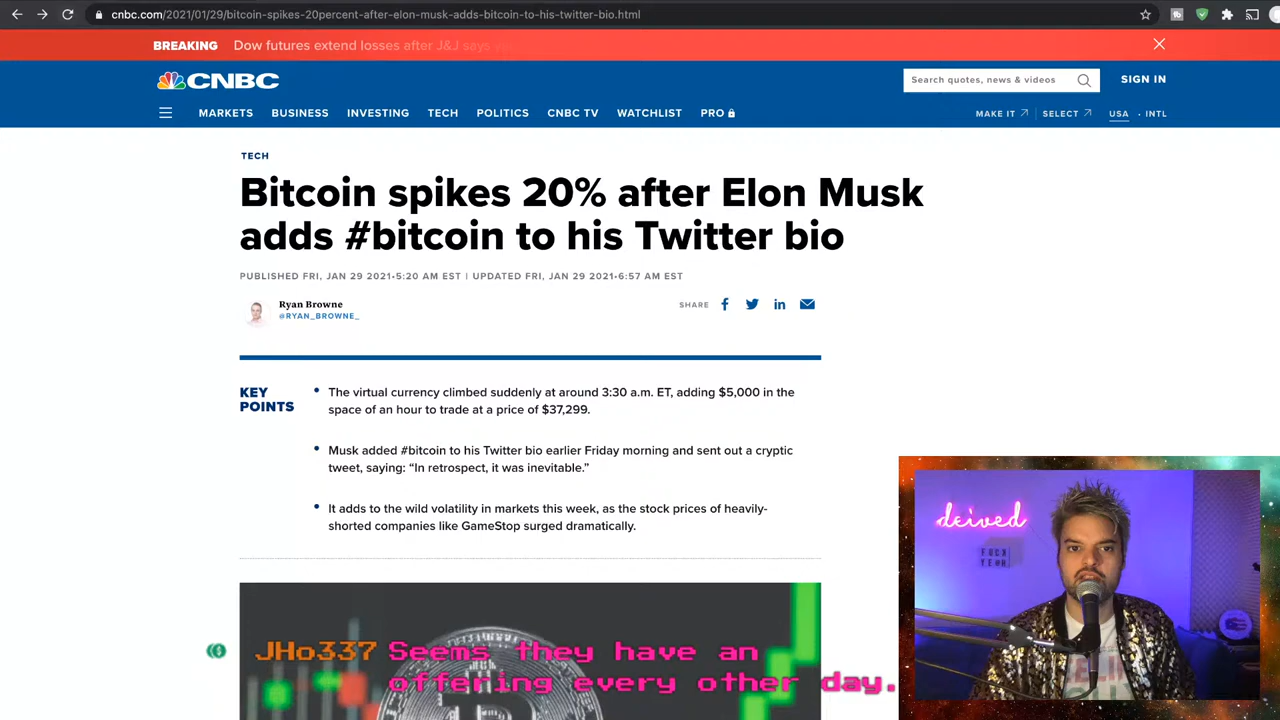 cnbc.com/2021/01/29/bitcoin-spikes-20percent-after-elon-musk-adds-bitcoin-to-his-twitter-bio.html
BREAKING Dow futures extend losses after J&J says
CNBC
Search quotes, news & videos
SIGN IN
MARKETS BUSINESS INVESTING TECH POLITICS CNBC TV WATCHLIST PRO
MAKE IT SELECT USA · INTL
TECH
Bitcoin spikes 20% after Elon Musk
adds #bitcoin to his Twitter bio
PUBLISHED FRI, JAN 29 2021•5:20 AM EST | UPDATED FRI, JAN 29 2021•6:57 AM EST
Ryan Browne
@RYAN_BROWNE_
SHARE
KEY
POINTS
• The virtual currency climbed suddenly at around 3:30 a.m. ET, adding $5,000 in the
space of an hour to trade at a price of $37,299.
• Musk added #bitcoin to his Twitter bio earlier Friday morning and sent out a cryptic
tweet, saying: “In retrospect, it was inevitable.”
• It adds to the wild volatility in markets this week, as the stock prices of heavily-
shorted companies like GameStop surged dramatically.
JHo337 Seems they have an
offering every other day.
deived
FUCK
YEAH